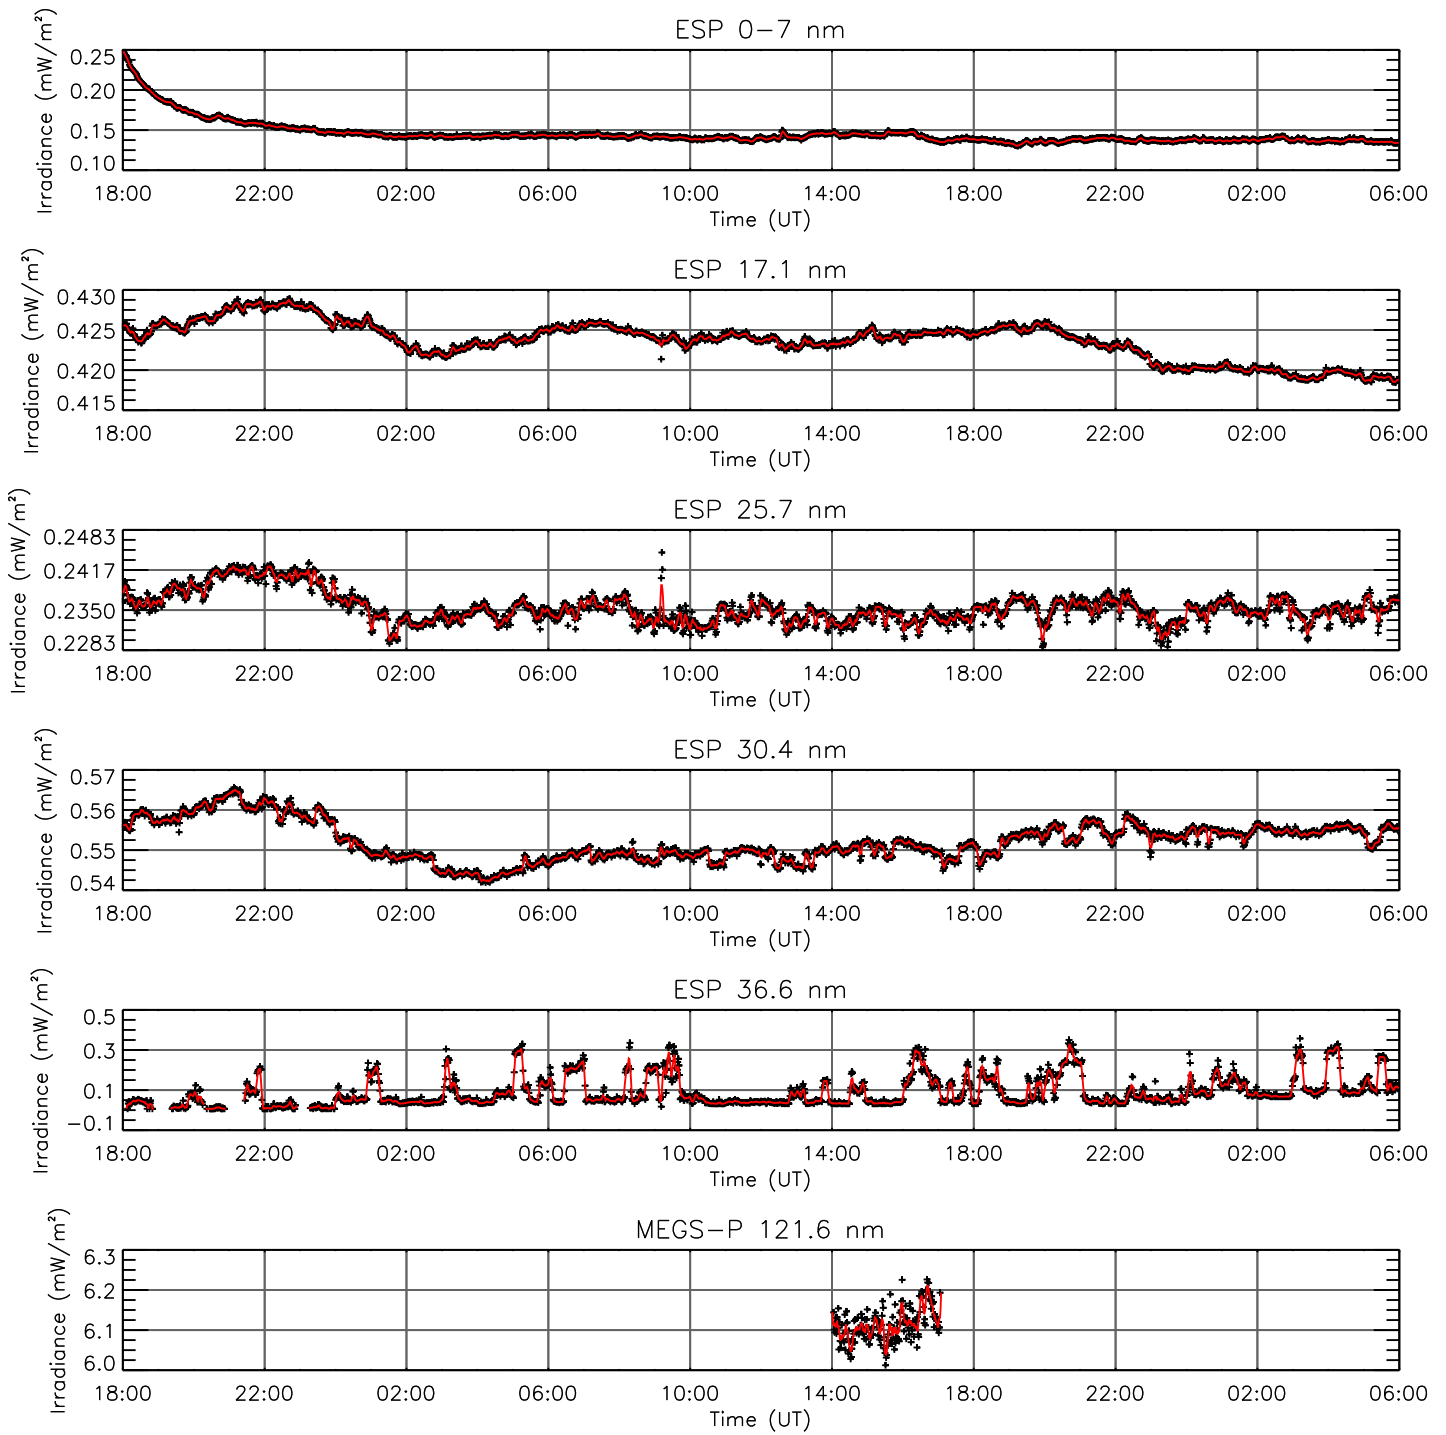 ESP 0-7 nm
Irradiance (mW/m²)
0.25
0.20
0.15
0.10
18:00 22:00 02:00 06:00 10:00 14:00 18:00 22:00 02:00 06:00
Time (UT)
ESP 17.1 nm
Irradiance (mW/m²)
0.430
0.425
0.420
0.415
18:00 22:00 02:00 06:00 10:00 14:00 18:00 22:00 02:00 06:00
Time (UT)
ESP 25.7 nm
Irradiance (mW/m²)
0.2483
0.2417
0.2350
0.2283
18:00 22:00 02:00 06:00 10:00 14:00 18:00 22:00 02:00 06:00
Time (UT)
ESP 30.4 nm
Irradiance (mW/m²)
0.57
0.56
0.55
0.54
18:00 22:00 02:00 06:00 10:00 14:00 18:00 22:00 02:00 06:00
Time (UT)
ESP 36.6 nm
Irradiance (mW/m²)
0.5
0.3
0.1
-0.1
18:00 22:00 02:00 06:00 10:00 14:00 18:00 22:00 02:00 06:00
Time (UT)
MEGS-P 121.6 nm
Irradiance (mW/m²)
6.3
6.2
6.1
6.0
18:00 22:00 02:00 06:00 10:00 14:00 18:00 22:00 02:00 06:00
Time (UT)